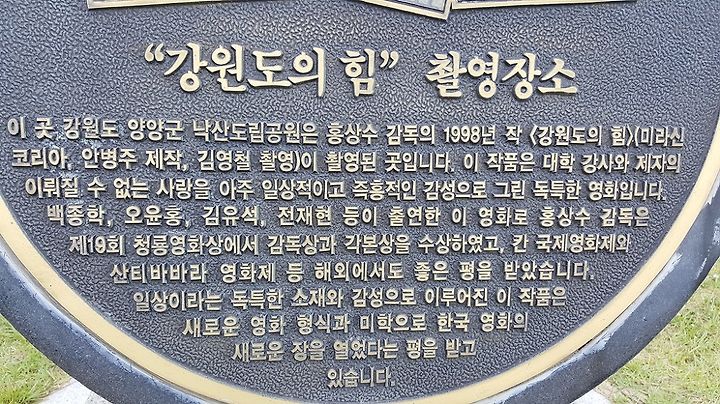 “강원도의 힘” 촬영장소
이 곳 강원도 양양군 낙산도립공원은 홍상수 감독의 1998년 작 〈강원도의 힘〉(미라신
코리아, 안병주 제작, 김영철 촬영)이 촬영된 곳입니다. 이 작품은 대학 강사와 제자의
이뤄질 수 없는 사랑을 아주 일상적이고 즉흥적인 감성으로 그린 독특한 영화입니다.
백종학, 오윤홍, 김유석, 전재현 등이 출연한 이 영화로 홍상수 감독은
제19회 청룡영화상에서 감독상과 각본상을 수상하였고, 칸 국제영화제와
산티바바라 영화제 등 해외에서도 좋은 평을 받았습니다.
일상이라는 독특한 소재와 감성으로 이루어진 이 작품은
새로운 영화 형식과 미학으로 한국 영화의
새로운 장을 열었다는 평을 받고
있습니다.